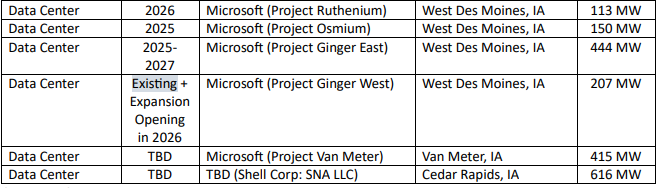 Data Center 2026 Microsoft (Project Ruthenium) West Des Moines, IA 113 MW
Data Center 2025 Microsoft (Project Osmium) West Des Moines, IA 150 MW
Data Center 2025- Microsoft (Project Ginger East) West Des Moines, IA 444 MW
2027
Data Center Existing + Microsoft (Project Ginger West) West Des Moines, IA 207 MW
Expansion
Opening
in 2026
Data Center TBD Microsoft (Project Van Meter) Van Meter, IA 415 MW
Data Center TBD TBD (Shell Corp: SNA LLC) Cedar Rapids, IA 616 MW